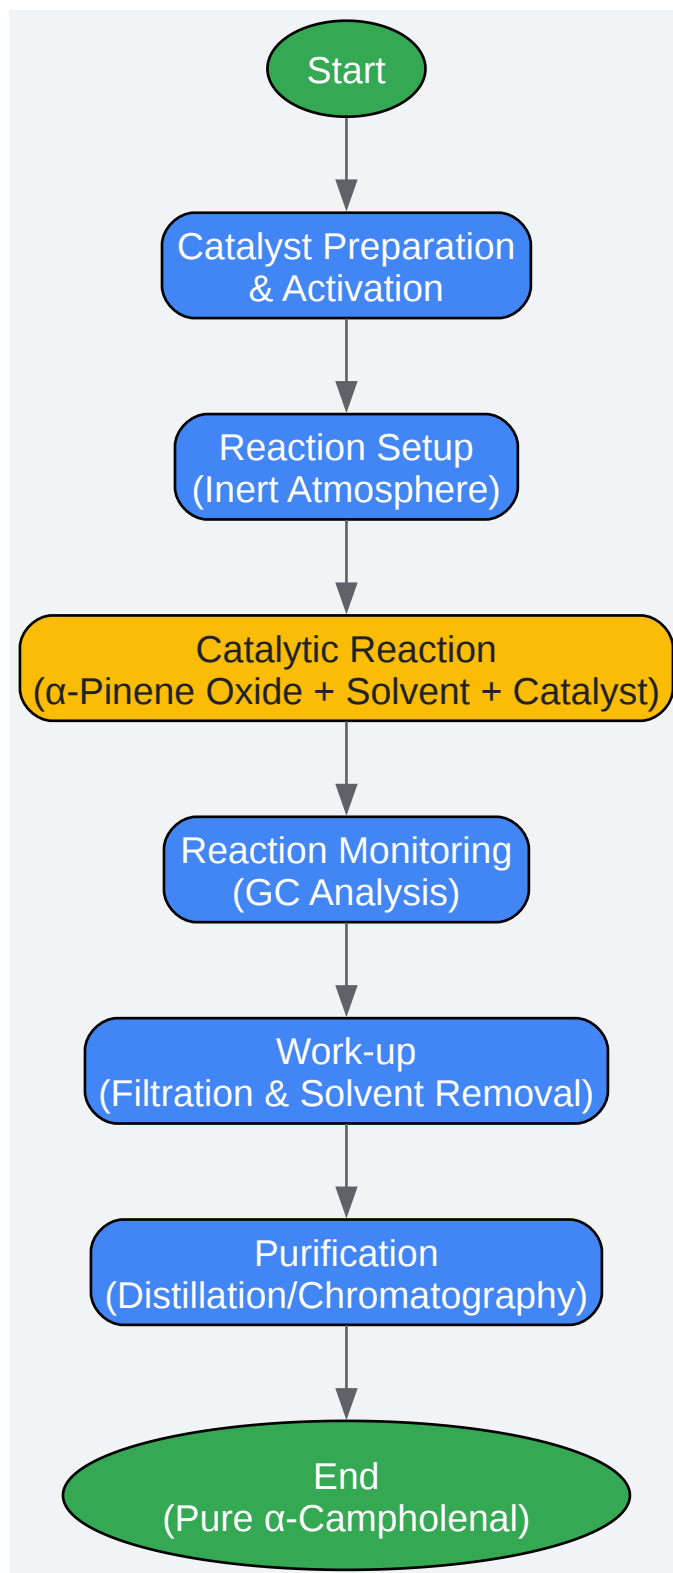 Start
Catalyst Preparation
& Activation
Reaction Setup
(Inert Atmosphere)
Catalytic Reaction
(α-Pinene Oxide + Solvent + Catalyst)
Reaction Monitoring
(GC Analysis)
Work-up
(Filtration & Solvent Removal)
Purification
(Distillation/Chromatography)
End
(Pure α-Campholenal)